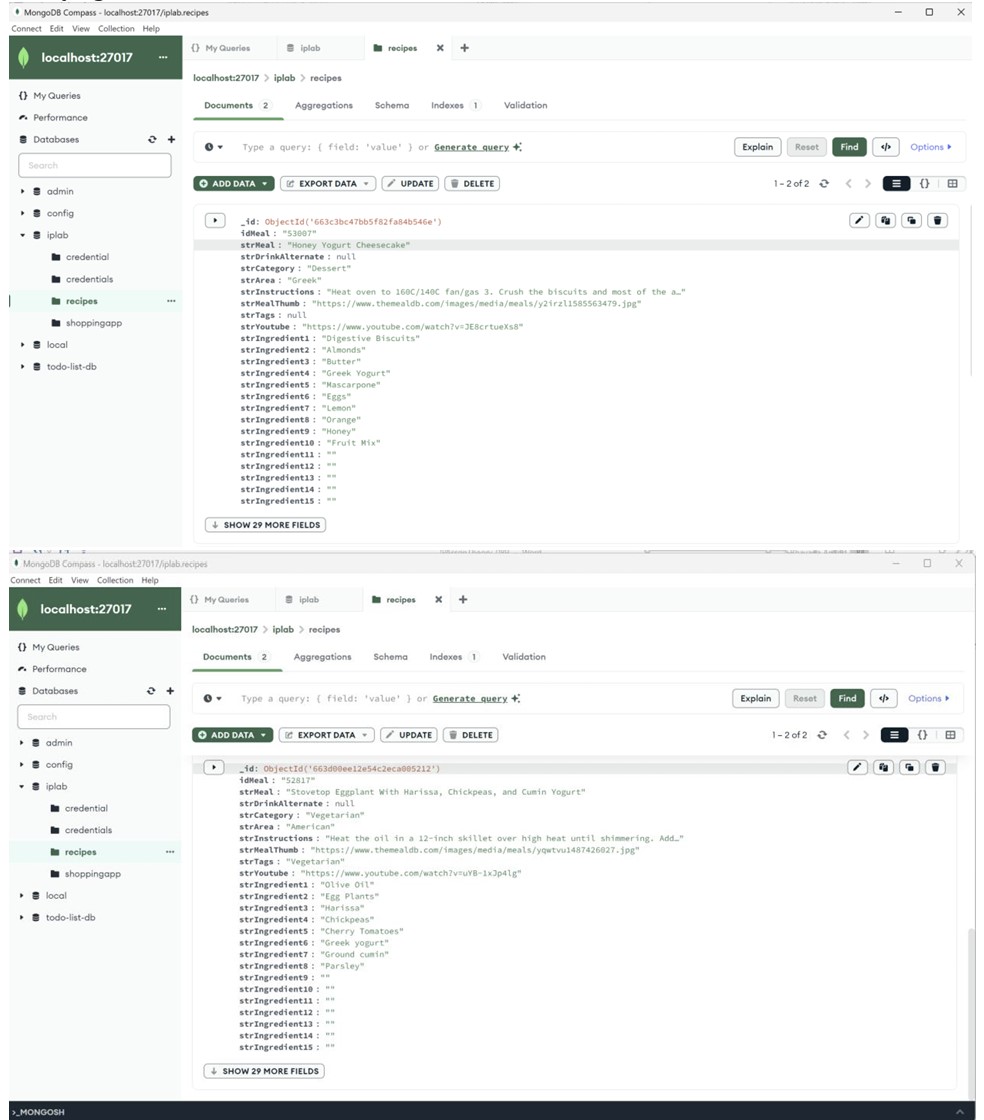 MongoDB Compass - localhost:27017/iplab.recipes
Connect Edit View Collection Help
localhost:27017 ...
{} My Queries
iplab
recipes
localhost:27017 > iplab > recipes
My Queries
Performance
Databases
Search
admin
config
iplab
credential
credentials
recipes ...
shoppingapp
local
todo-list-db
Documents 2 Aggregations Schema Indexes 1 Validation
Type a query: { field: 'value' } or Generate query
Explain Reset Find </> Options
ADD DATA EXPORT DATA UPDATE DELETE
1 – 2 of 2 {}
_id: ObjectId('663c3bc47bb5f82fa84b546e')
idMeal : "53007"
strMeal : "Honey Yogurt Cheesecake"
strDrinkAlternate : null
strCategory : "Dessert"
strArea : "Greek"
strInstructions : "Heat oven to 160C/140C fan/gas 3. Crush the biscuits and most of the a…"
strMealThumb : "https://www.themealdb.com/images/media/meals/y2irzl1585563479.jpg"
strTags : null
strYoutube : "https://www.youtube.com/watch?v=JE8crtueXs8"
strIngredient1 : "Digestive Biscuits"
strIngredient2 : "Almonds"
strIngredient3 : "Butter"
strIngredient4 : "Greek Yogurt"
strIngredient5 : "Mascarpone"
strIngredient6 : "Eggs"
strIngredient7 : "Lemon"
strIngredient8 : "Orange"
strIngredient9 : "Honey"
strIngredient10 : "Fruit Mix"
strIngredient11 : ""
strIngredient12 : ""
strIngredient13 : ""
strIngredient14 : ""
strIngredient15 : ""
SHOW 29 MORE FIELDS
MongoDB Compass - localhost:27017/iplab.recipes
Connect Edit View Collection Help
localhost:27017 ...
{} My Queries
iplab
recipes
localhost:27017 > iplab > recipes
{} My Queries
Performance
Databases
Search
admin
config
iplab
credential
credentials
recipes ...
shoppingapp
local
todo-list-db
Documents 2 Aggregations Schema Indexes 1 Validation
Type a query: { field: 'value' } or Generate query
Explain Reset Find </> Options
ADD DATA EXPORT DATA UPDATE DELETE
1 – 2 of 2 {}
_id: ObjectId('663d00ee12e54c2eca005212')
idMeal : "52817"
strMeal : "Stovetop Eggplant With Harissa, Chickpeas, and Cumin Yogurt"
strDrinkAlternate : null
strCategory : "Vegetarian"
strArea : "American"
strInstructions : "Heat the oil in a 12-inch skillet over high heat until shimmering. Add…"
strMealThumb : "https://www.themealdb.com/images/media/meals/yqwtvu1487426027.jpg"
strTags : "Vegetarian"
strYoutube : "https://www.youtube.com/watch?v=uYB-1xJp4lg"
strIngredient1 : "Olive Oil"
strIngredient2 : "Egg Plants"
strIngredient3 : "Harissa"
strIngredient4 : "Chickpeas"
strIngredient5 : "Cherry Tomatoes"
strIngredient6 : "Greek yogurt"
strIngredient7 : "Ground cumin"
strIngredient8 : "Parsley"
strIngredient9 : ""
strIngredient10 : ""
strIngredient11 : ""
strIngredient12 : ""
strIngredient13 : ""
strIngredient14 : ""
strIngredient15 : ""
SHOW 29 MORE FIELDS
>_MONGOSH